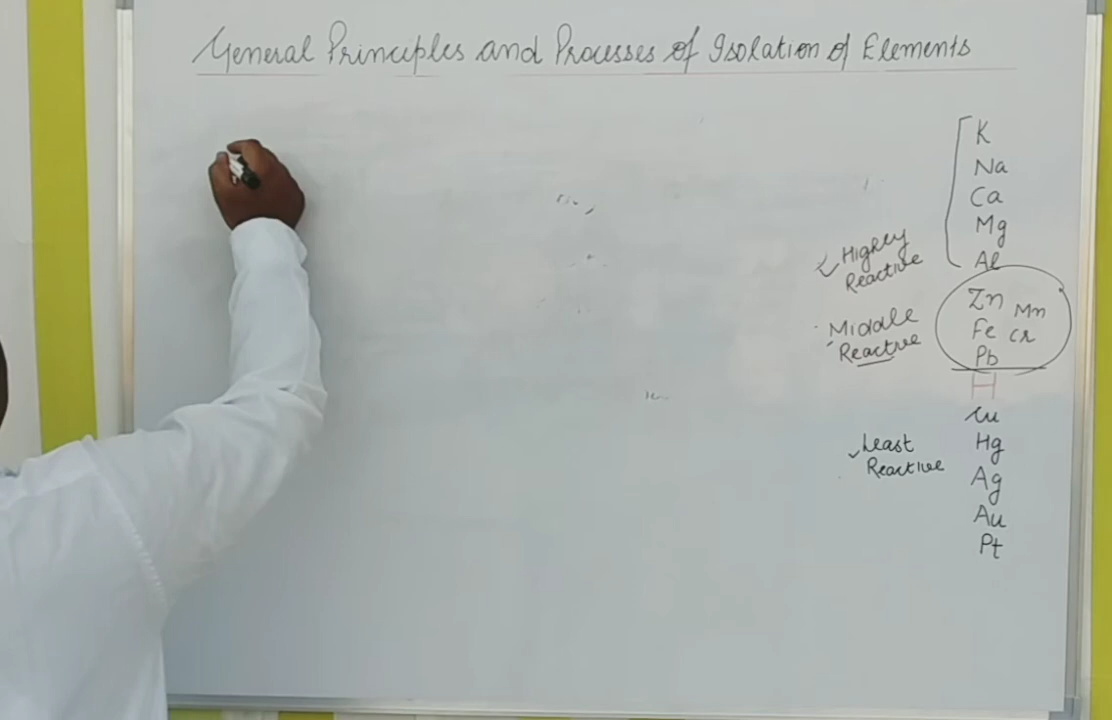 General Principles and Processes of Isolation of Elements
K
Na
Ca
Mg
Al
Highly
Reactive
Zn Mn
Fe Cr
Pb
Middle
Reactive
H
Cu
Hg
Ag
Au
Pt
Least
Reactive